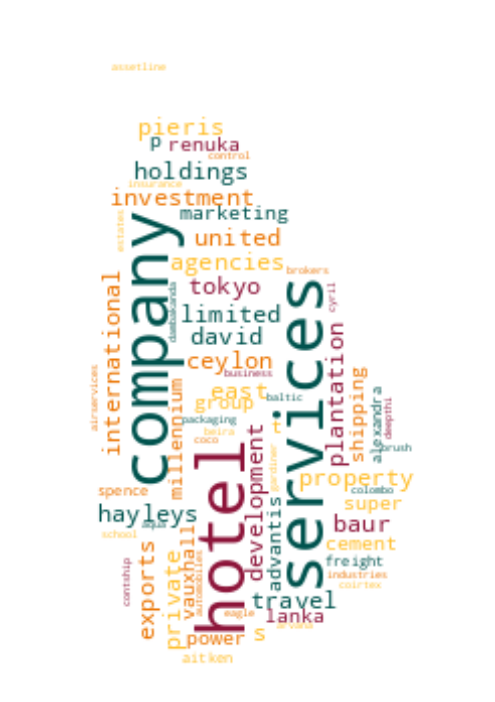 assetline
pieris
p
renuka
control
holdings
insurance
investment
marketing
estates
united
agencies
brokers
company
tokyo
dambakanda
services
cyril
international
limited
david
plantation
ceylon
airservices
business
shipping
millennium
east
baltic
group
alexandra
deepthi
packaging
r
beira
coco
brush
hotel
development
gardiner
property
spence
colombo
advantis
super
hayleys
aqua
baur
school
vauxhall
cement
exports
private
automobiles
freight
contship
industries
coirtex
travel
eagle
lanka
s
arpana
power
aitken